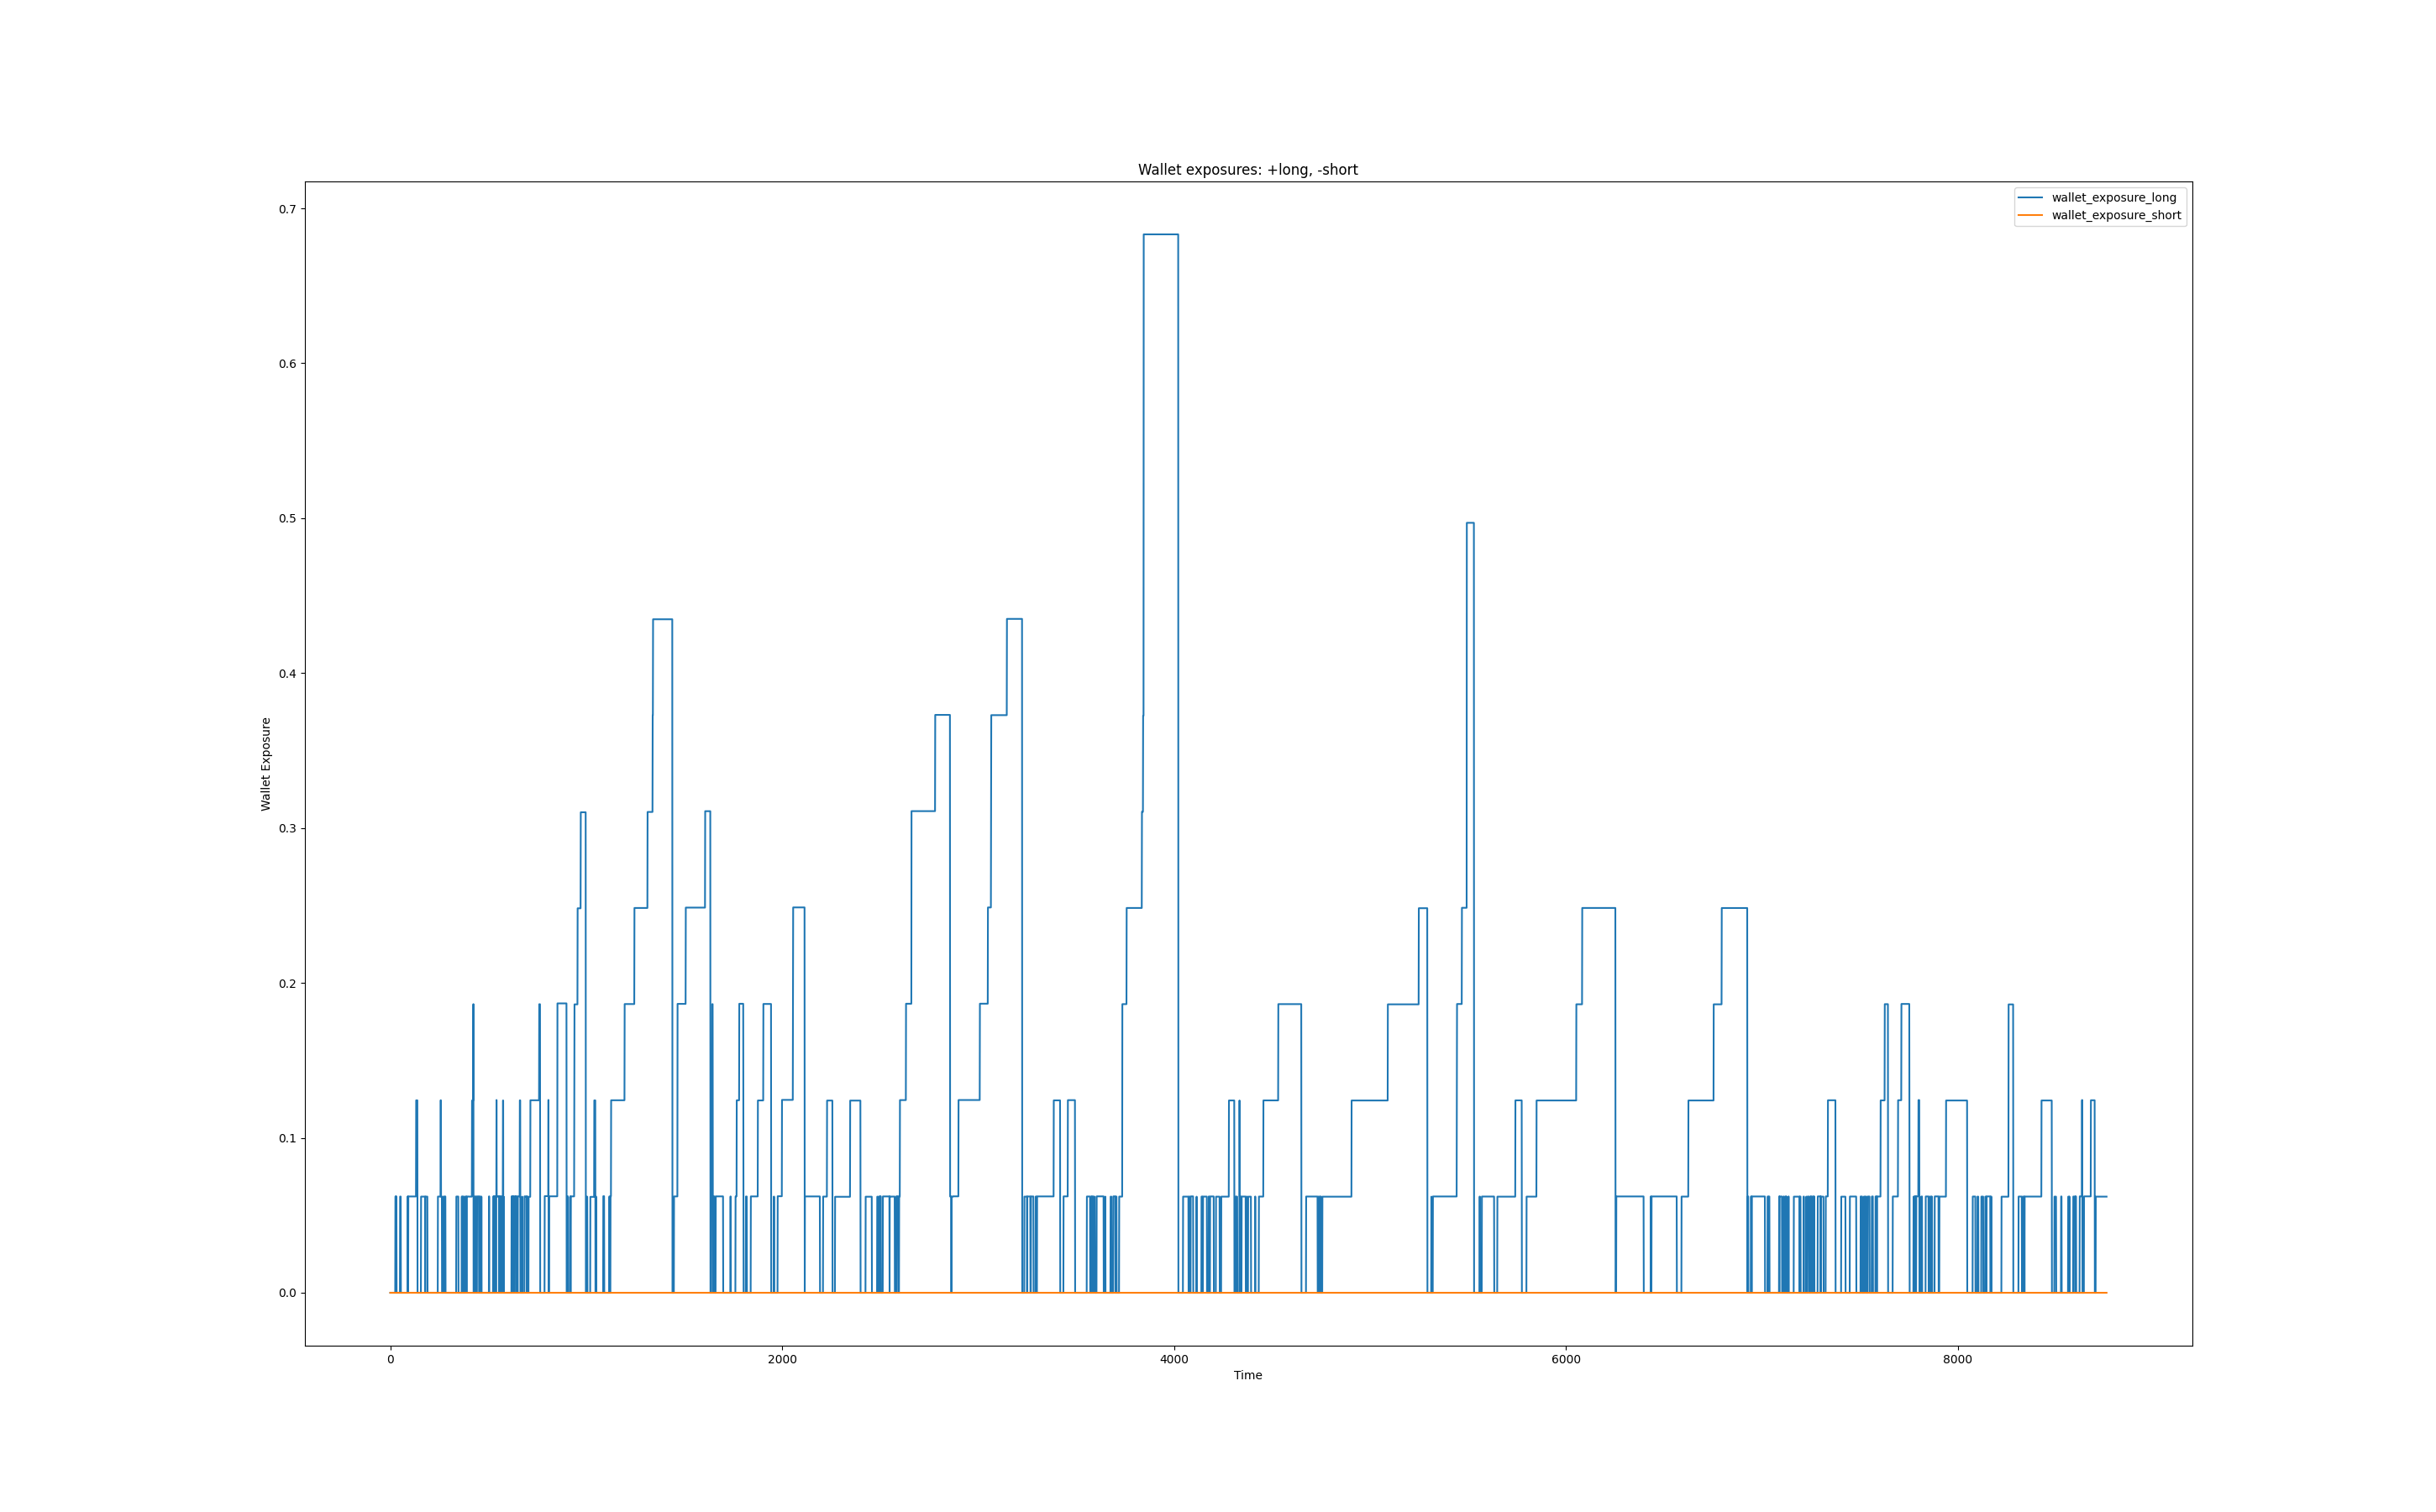 Wallet exposures: +long, -short
wallet_exposure_long
wallet_exposure_short
0.7
0.6
0.5
0.4
0.3
0.2
0.1
0.0
Wallet Exposure
0 2000 4000 6000 8000
Time